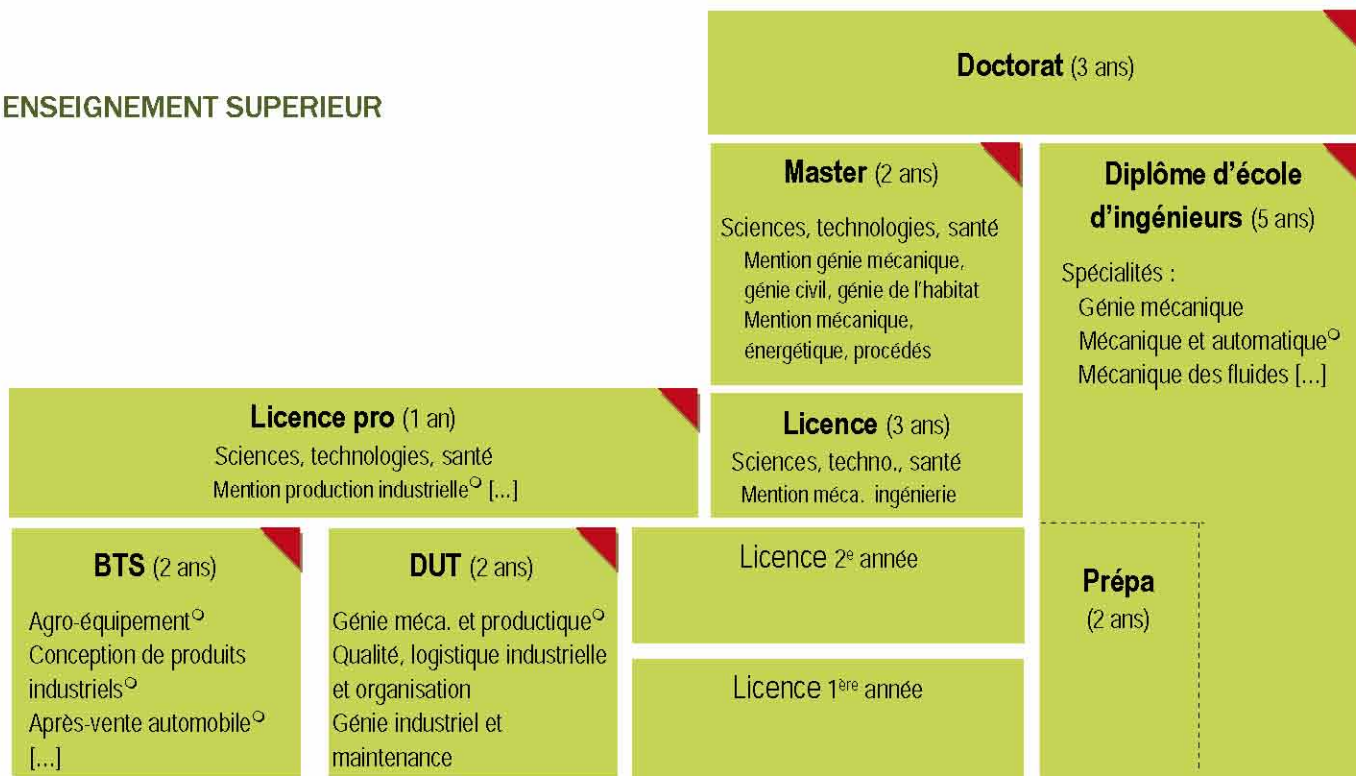 ENSEIGNEMENT SUPERIEUR
Doctorat (3 ans)
Master (2 ans)
Sciences, technologies, santé
Mention génie mécanique,
génie civil, génie de l'habitat
Mention mécanique,
énergétique, procédés
Diplôme d'école
d'ingénieurs (5 ans)
Spécialités :
Génie mécanique
Mécanique et automatique❍
Mécanique des fluides [...]
Licence pro (1 an)
Sciences, technologies, santé
Mention production industrielle❍ [...]
Licence (3 ans)
Sciences, techno., santé
Mention méca. ingénierie
BTS (2 ans)
Agro-équipement❍
Conception de produits
industriels❍
Après-vente automobile❍
[...]
DUT (2 ans)
Génie méca. et productique❍
Qualité, logistique industrielle
et organisation
Génie industriel et
maintenance
Licence 2e année
Licence 1ère année
Prépa
(2 ans)